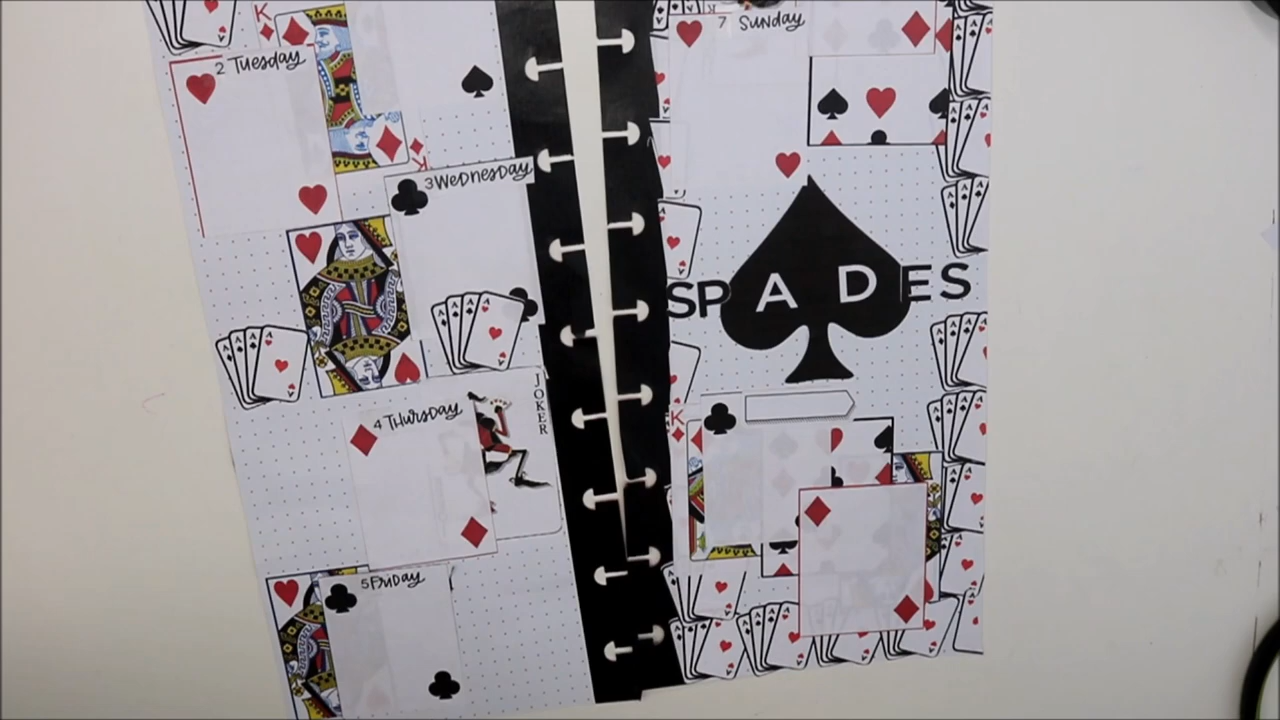 K
2 Tuesday
K
3 Wednesday
4 Thursday
JOKER
5 Friday
7 Sunday
SPADES
K